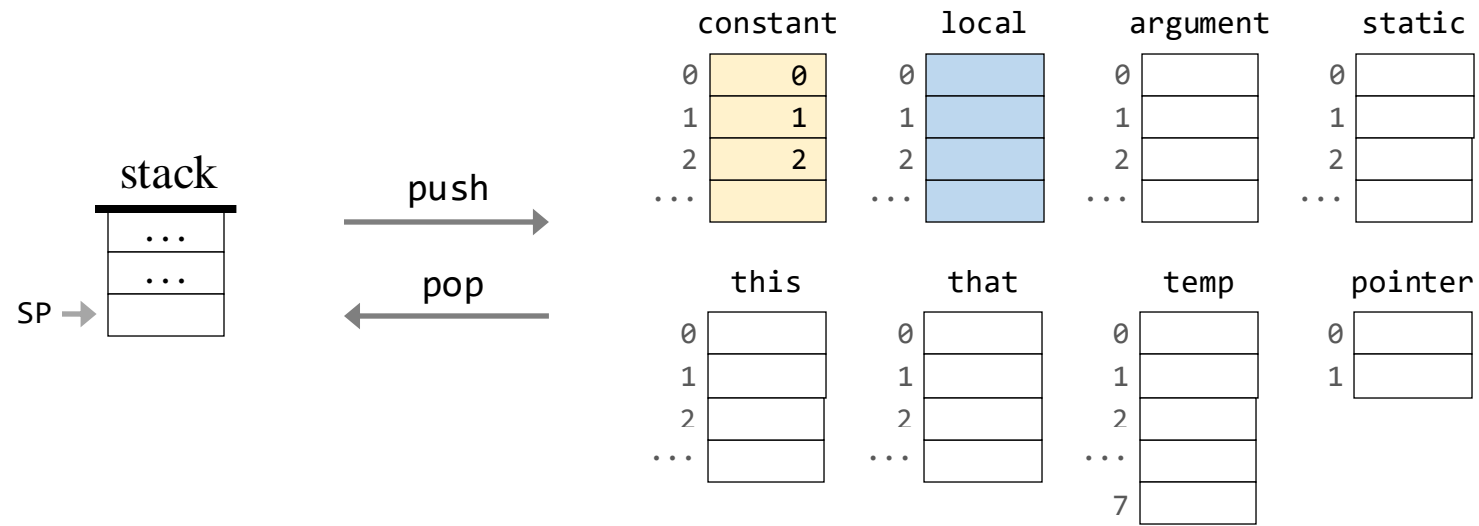 constant local argument static
0 0 0 0 0
1 1 1 1 1
2 2 2 2 2
... ... ... ...
stack
...
...
SP
push
pop
this that temp pointer
0 0 0 0
1 1 1 1
2 2 2
... ... ...
7